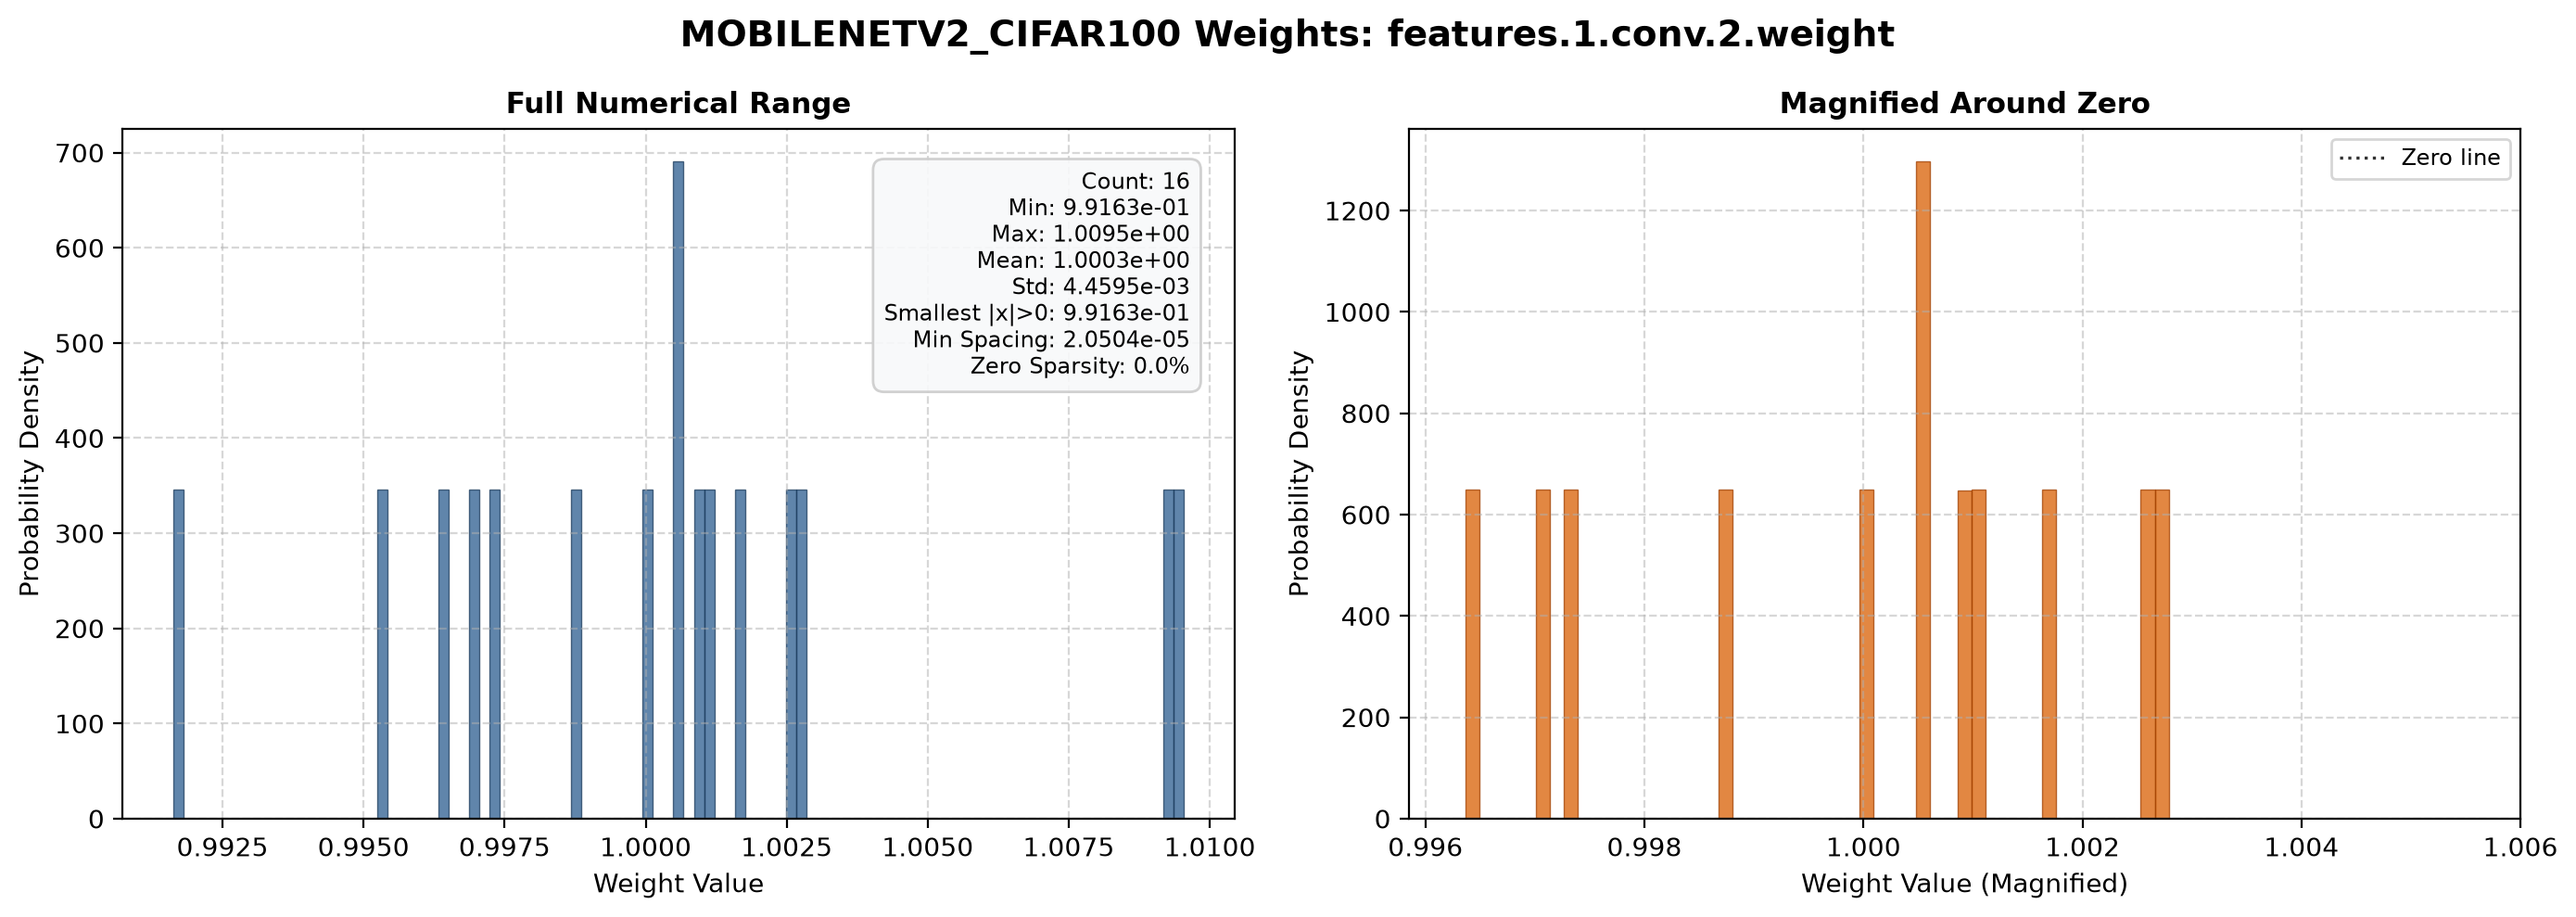 MOBILENETV2_CIFAR100 Weights: features.1.conv.2.weight
Full Numerical Range
700
600
500
400
300
200
100
0
Probability Density
Count: 16
Min: 9.9163e-01
Max: 1.0095e+00
Mean: 1.0003e+00
Std: 4.4595e-03
Smallest |x|>0: 9.9163e-01
Min Spacing: 2.0504e-05
Zero Sparsity: 0.0%
0.9925 0.9950 0.9975 1.0000 1.0025 1.0050 1.0075 1.0100
Weight Value
Magnified Around Zero
Zero line
1200
1000
800
600
400
200
0
Probability Density
0.996 0.998 1.000 1.002 1.004 1.006
Weight Value (Magnified)